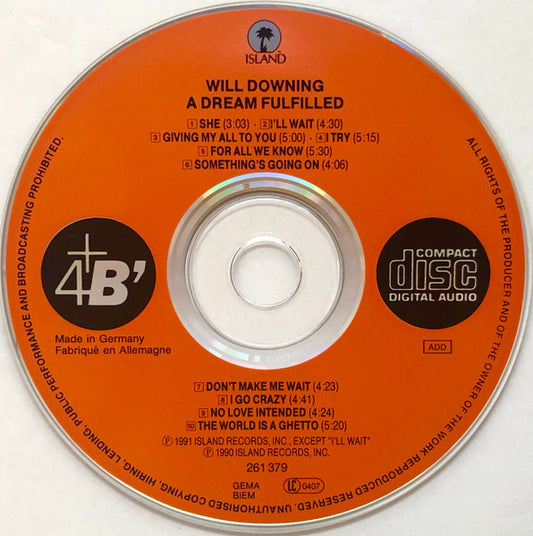 ISLAND
WILL DOWNING
A DREAM FULFILLED
1 SHE (3:03) · 2 I'LL WAIT (4:30)
3 GIVING MY ALL TO YOU (5:00) · 4 I TRY (5:15)
5 FOR ALL WE KNOW (5:30)
6 SOMETHING'S GOING ON (4:06)
4+B'
COMPACT
disc
DIGITAL AUDIO
Made in Germany
Fabriqué en Allemagne
ADD
7 DON'T MAKE ME WAIT (4:23)
8 I GO CRAZY (4:41)
9 NO LOVE INTENDED (4:24)
10 THE WORLD IS A GHETTO (5:20)
Ⓟ 1991 ISLAND RECORDS, INC., EXCEPT "I'LL WAIT"
Ⓟ 1990 ISLAND RECORDS, INC.
261 379
GEMA
BIEM
LC 0407
ALL RIGHTS OF THE PRODUCER AND OF THE OWNER OF THE WORK REPRODUCED RESERVED. UNAUTHORISED COPYING, HIRING, LENDING, PUBLIC PERFORMANCE AND BROADCASTING PROHIBITED.